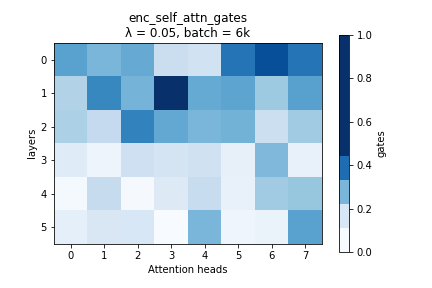 enc_self_attn_gates
λ = 0.05, batch = 6k
layers
0
1
2
3
4
5
0 1 2 3 4 5 6 7
Attention heads
1.0
0.8
0.6
0.4
0.2
0.0
gates